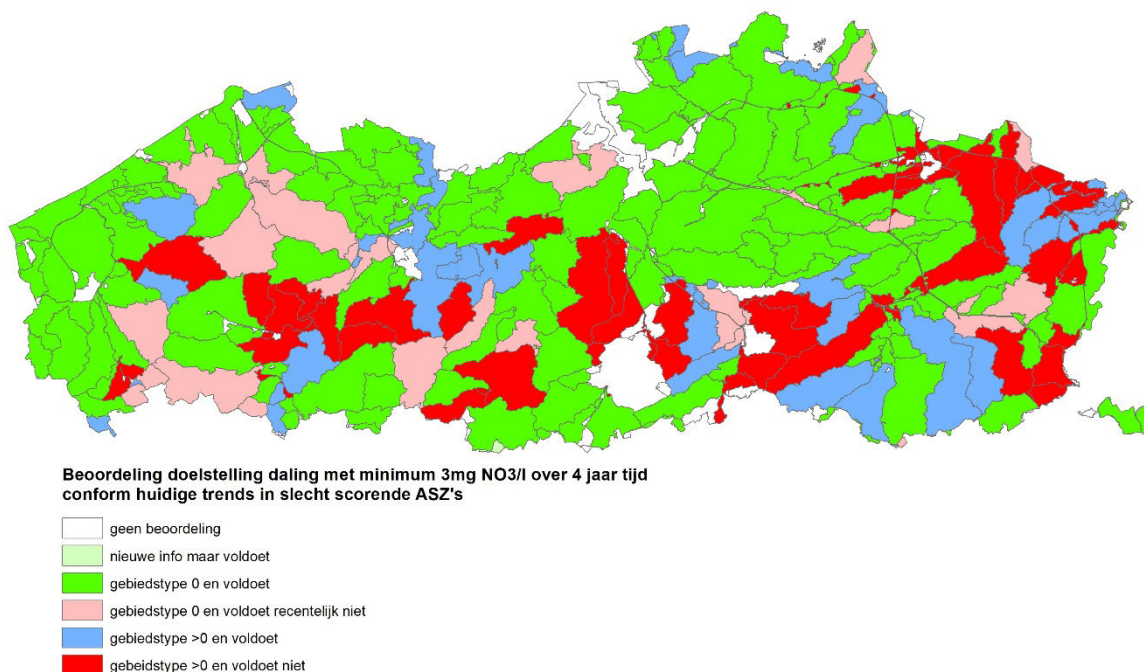 Beoordeling doelstelling daling met minimum 3mg NO3/l over 4 jaar tijd
conform huidige trends in slecht scorende ASZ's
geen beoordeling
nieuwe info maar voldoet
gebiedstype 0 en voldoet
gebiedstype 0 en voldoet recentelijk niet
gebiedstype >0 en voldoet
gebeidstype >0 en voldoet niet